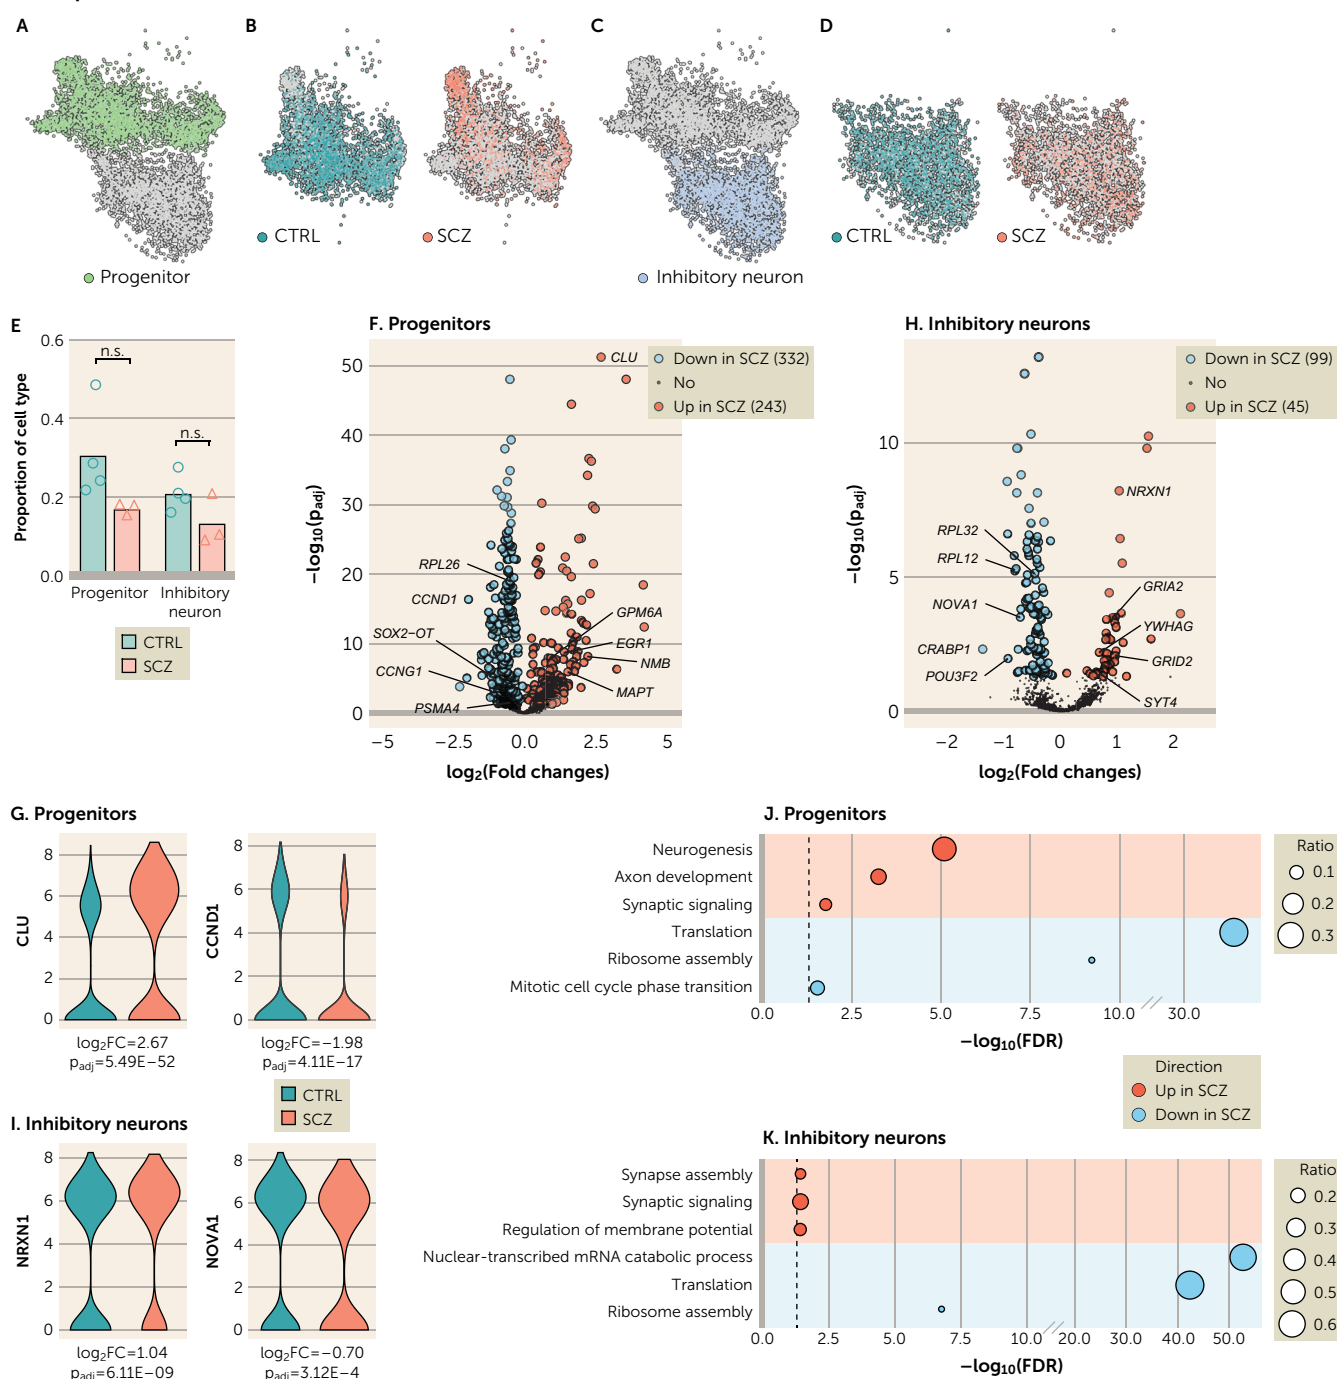 A
B
C
D
CTRL
SCZ
CTRL
SCZ
Progenitor
Inhibitory neuron
E
0.6
0.4
0.2
0.0
Proportion of cell type
n.s.
n.s.
Progenitor
Inhibitory
neuron
CTRL
SCZ
F. Progenitors
Down in SCZ (332)
No
Up in SCZ (243)
50
40
30
20
10
0
−log10(padj)
CLU
RPL26
CCND1
SOX2-OT
CCNG1
PSMA4
GPM6A
EGR1
NMB
MAPT
−5
−2.5
0.0
2.5
5
log2(Fold changes)
H. Inhibitory neurons
Down in SCZ (99)
No
Up in SCZ (45)
10
5
0
−log10(padj)
NRXN1
RPL32
RPL12
NOVA1
CRABP1
POU3F2
GRIA2
YWHAG
GRID2
SYT4
−2
−1
0
1
2
log2(Fold changes)
G. Progenitors
8
6
4
2
0
CLU
log2FC=2.67
padj=5.49E−52
8
6
4
2
0
CCND1
log2FC=−1.98
padj=4.11E−17
CTRL
SCZ
I. Inhibitory neurons
8
6
4
2
0
NRXN1
log2FC=1.04
padj=6.11E−09
8
6
4
2
0
NOVA1
log2FC=−0.70
padj=3.12E−4
J. Progenitors
Neurogenesis
Axon development
Synaptic signaling
Translation
Ribosome assembly
Mitotic cell cycle phase transition
0.0
2.5
5.0
7.5
10.0
30.0
−log10(FDR)
Ratio
0.1
0.2
0.3
Direction
Up in SCZ
Down in SCZ
K. Inhibitory neurons
Synapse assembly
Synaptic signaling
Regulation of membrane potential
Nuclear-transcribed mRNA catabolic process
Translation
Ribosome assembly
0.0
2.5
5.0
7.5
10.0
20.0
30.0
40.0
50.0
−log10(FDR)
Ratio
0.2
0.3
0.4
0.5
0.6